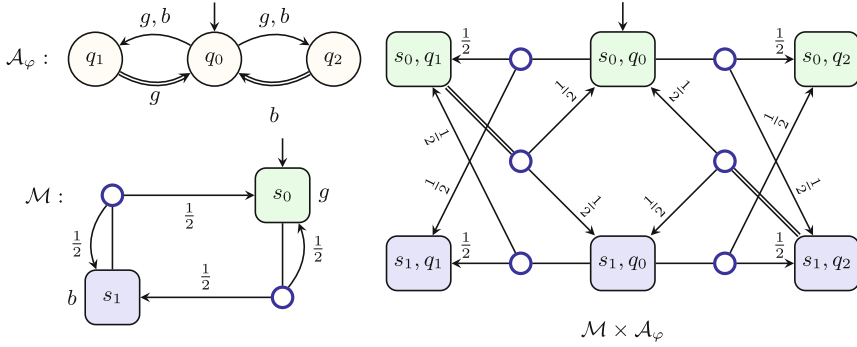 g, b g, b
𝒜_φ : q₁ q₀ q₂
g
b
ℳ : s₀ g
1/2
1/2 1/2 1/2
b s₁ 1/2
s₀, q₁ 1/2 s₀, q₀ 1/2 s₀, q₂
1/2 1/2 1/2 1/2
1/2 1/2 1/2 1/2
s₁, q₁ 1/2 s₁, q₀ 1/2 s₁, q₂
ℳ × 𝒜_φ